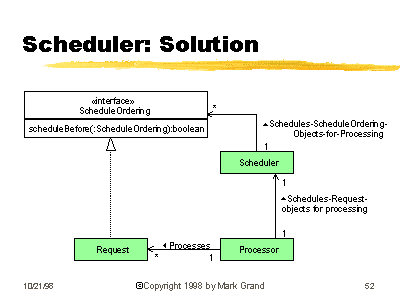 Scheduler: Solution
«interface»
ScheduleOrdering
scheduleBefore(:ScheduleOrdering):boolean
*
Schedules-ScheduleOrdering-
Objects-for-Processing
1
Scheduler
1
Schedules-Request-
objects for processing
1
Request
Processes
*
1
Processor
10/21/98
©Copyright 1998 by Mark Grand
52